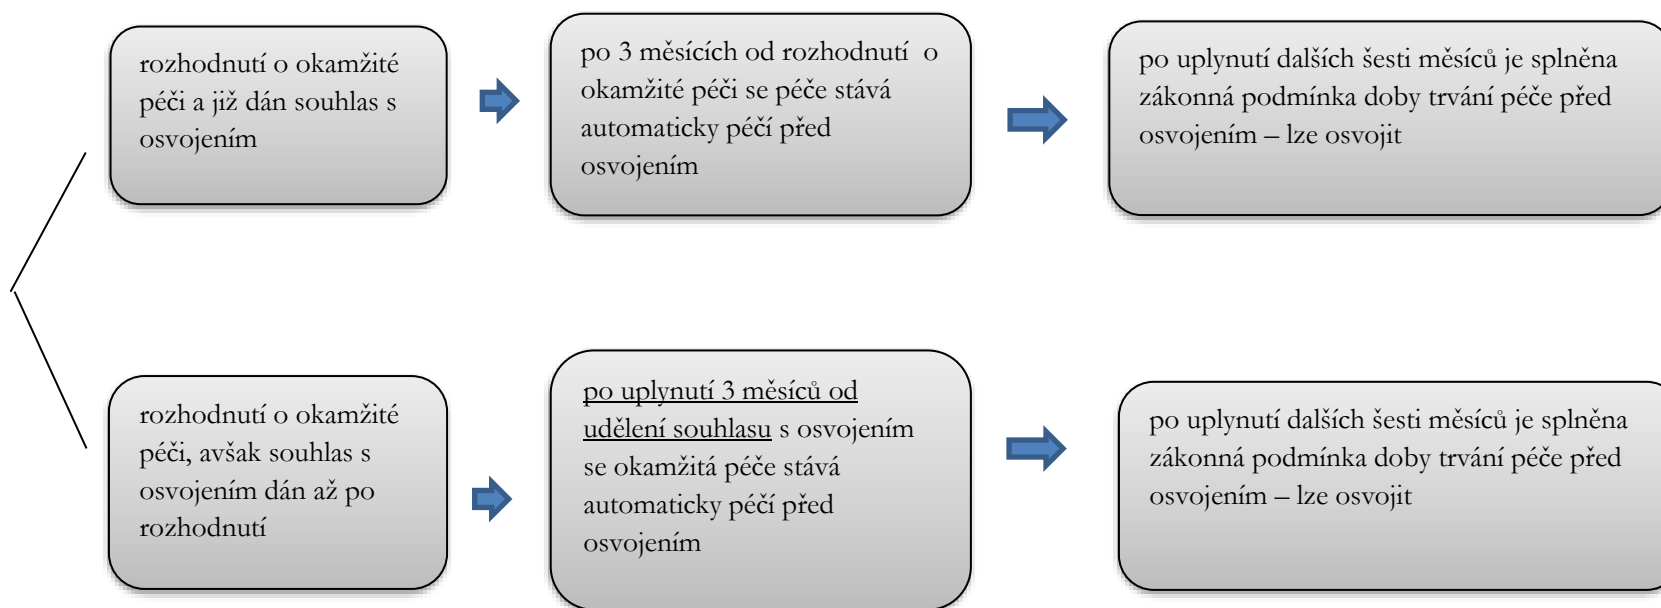 rozhodnutí o okamžité
péči a již dán souhlas s
osvojením
po 3 měsících od rozhodnutí o
okamžité péči se péče stává
automaticky péčí před
osvojením
po uplynutí dalších šesti měsíců je splněna
zákonná podmínka doby trvání péče před
osvojením – lze osvojit
rozhodnutí o okamžité
péči, avšak souhlas s
osvojením dán až po
rozhodnutí
po uplynutí 3 měsíců od
udělení souhlasu s osvojením
se okamžitá péče stává
automaticky péčí před
osvojením
po uplynutí dalších šesti měsíců je splněna
zákonná podmínka doby trvání péče před
osvojením – lze osvojit